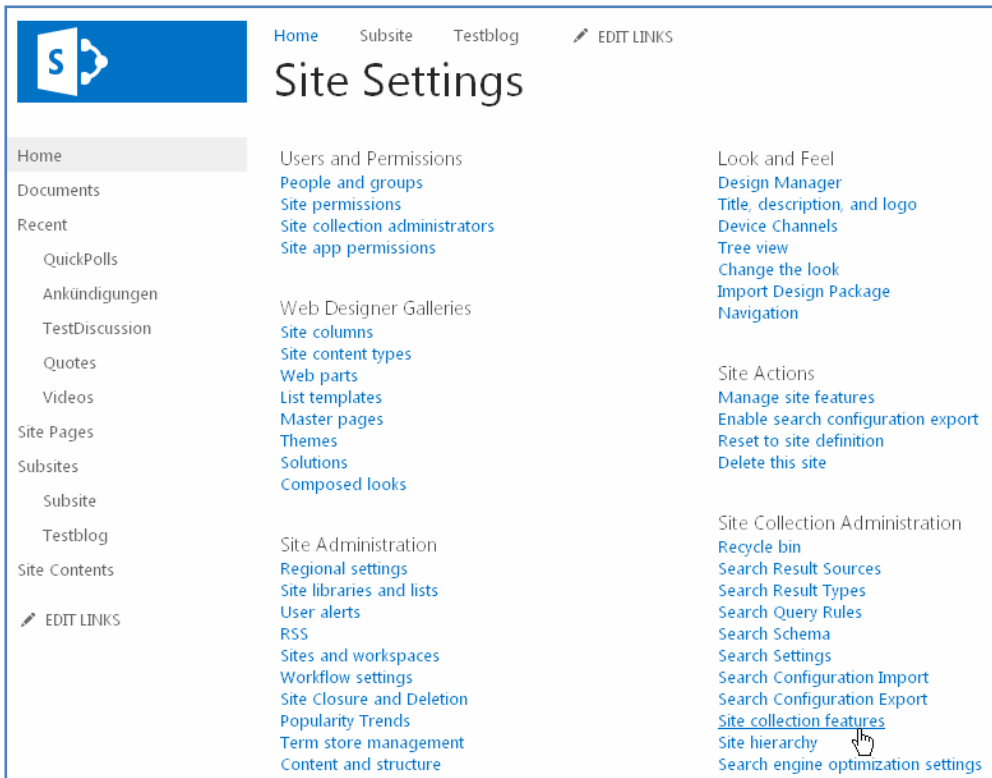 S
Home Subsite Testblog EDIT LINKS
Site Settings
Home
Documents
Recent
QuickPolls
Ankündigungen
TestDiscussion
Quotes
Videos
Site Pages
Subsites
Subsite
Testblog
Site Contents
EDIT LINKS
Users and Permissions
People and groups
Site permissions
Site collection administrators
Site app permissions
Web Designer Galleries
Site columns
Site content types
Web parts
List templates
Master pages
Themes
Solutions
Composed looks
Site Administration
Regional settings
Site libraries and lists
User alerts
RSS
Sites and workspaces
Workflow settings
Site Closure and Deletion
Popularity Trends
Term store management
Content and structure
Look and Feel
Design Manager
Title, description, and logo
Device Channels
Tree view
Change the look
Import Design Package
Navigation
Site Actions
Manage site features
Enable search configuration export
Reset to site definition
Delete this site
Site Collection Administration
Recycle bin
Search Result Sources
Search Result Types
Search Query Rules
Search Schema
Search Settings
Search Configuration Import
Search Configuration Export
Site collection features
Site hierarchy
Search engine optimization settings